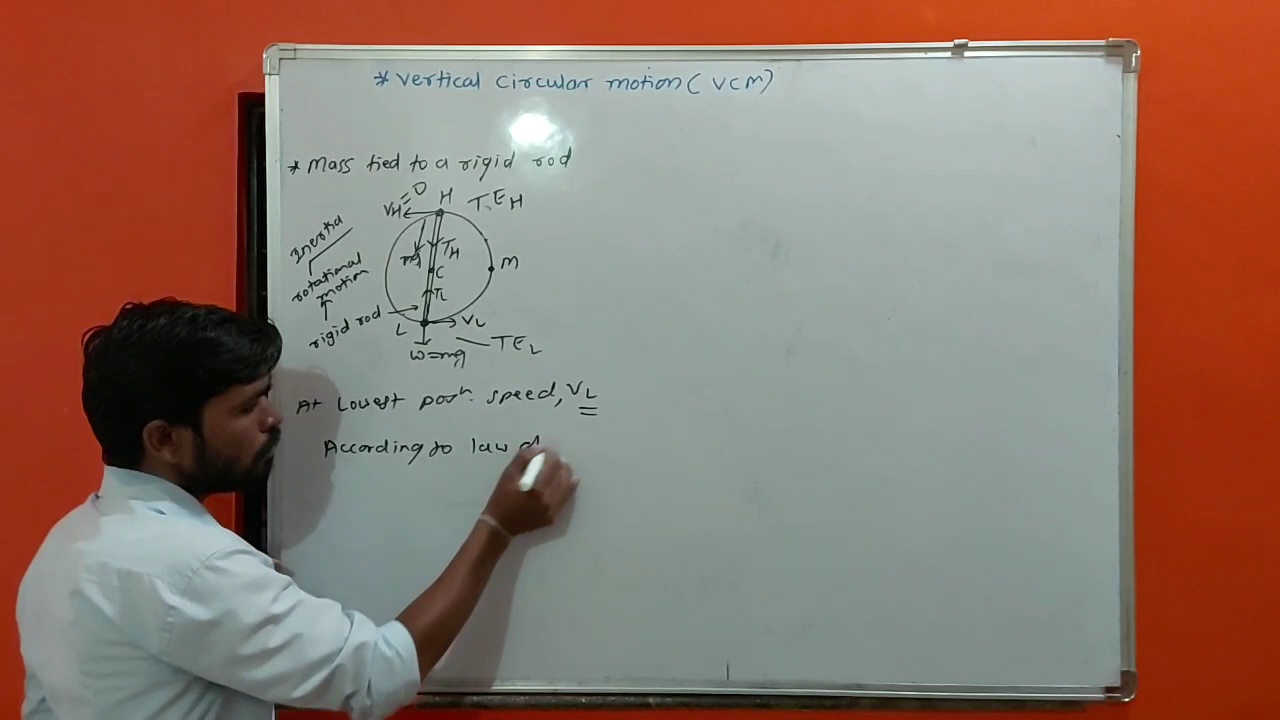 * Vertical Circular motion (VCM)
* Mass tied to a rigid rod
= 0
H
T.EH
VH
Inertia
mg
TH
M
C
rotational
motion
TL
rigid rod
L
VL
TEL
W=mg
At Lowest posn. speed, VL
According to law